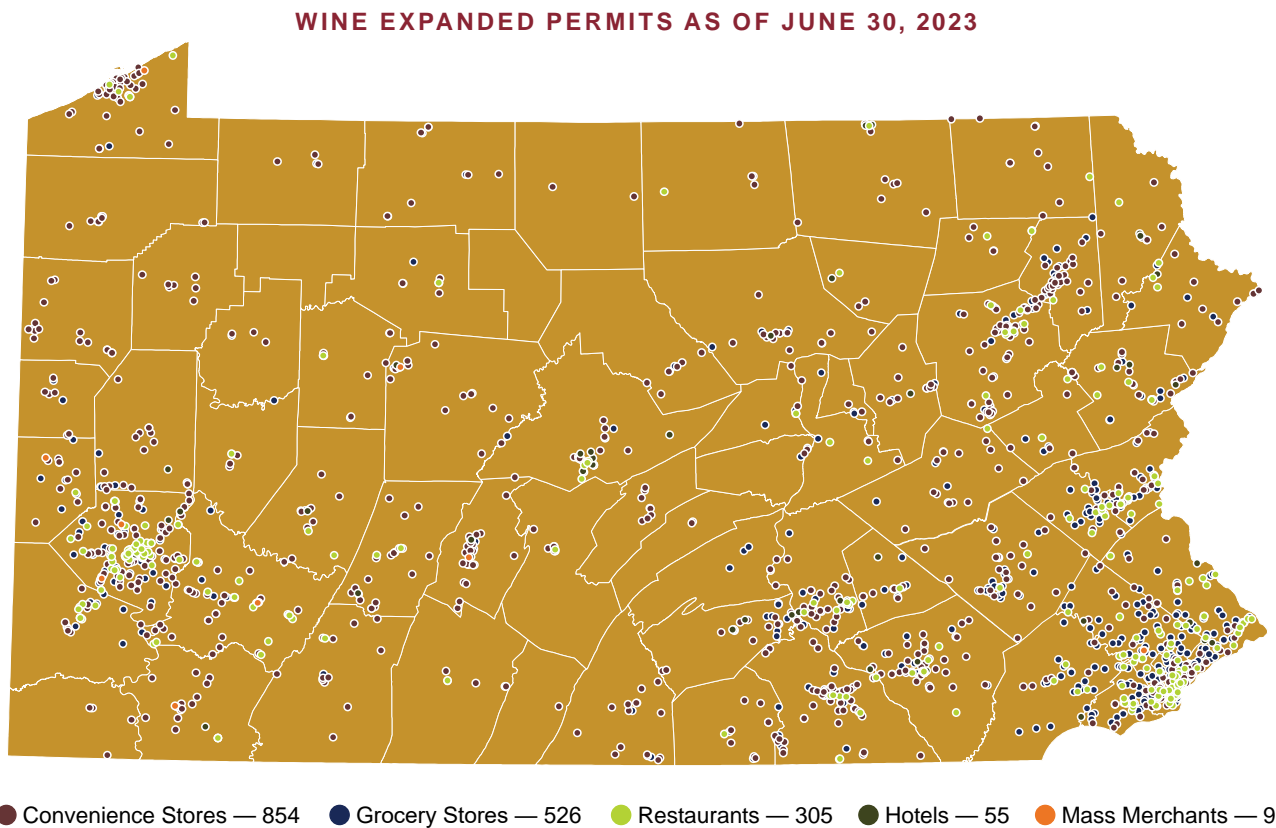 WINE EXPANDED PERMITS AS OF JUNE 30, 2023
Convenience Stores — 854 Grocery Stores — 526 Restaurants — 305 Hotels — 55 Mass Merchants — 9